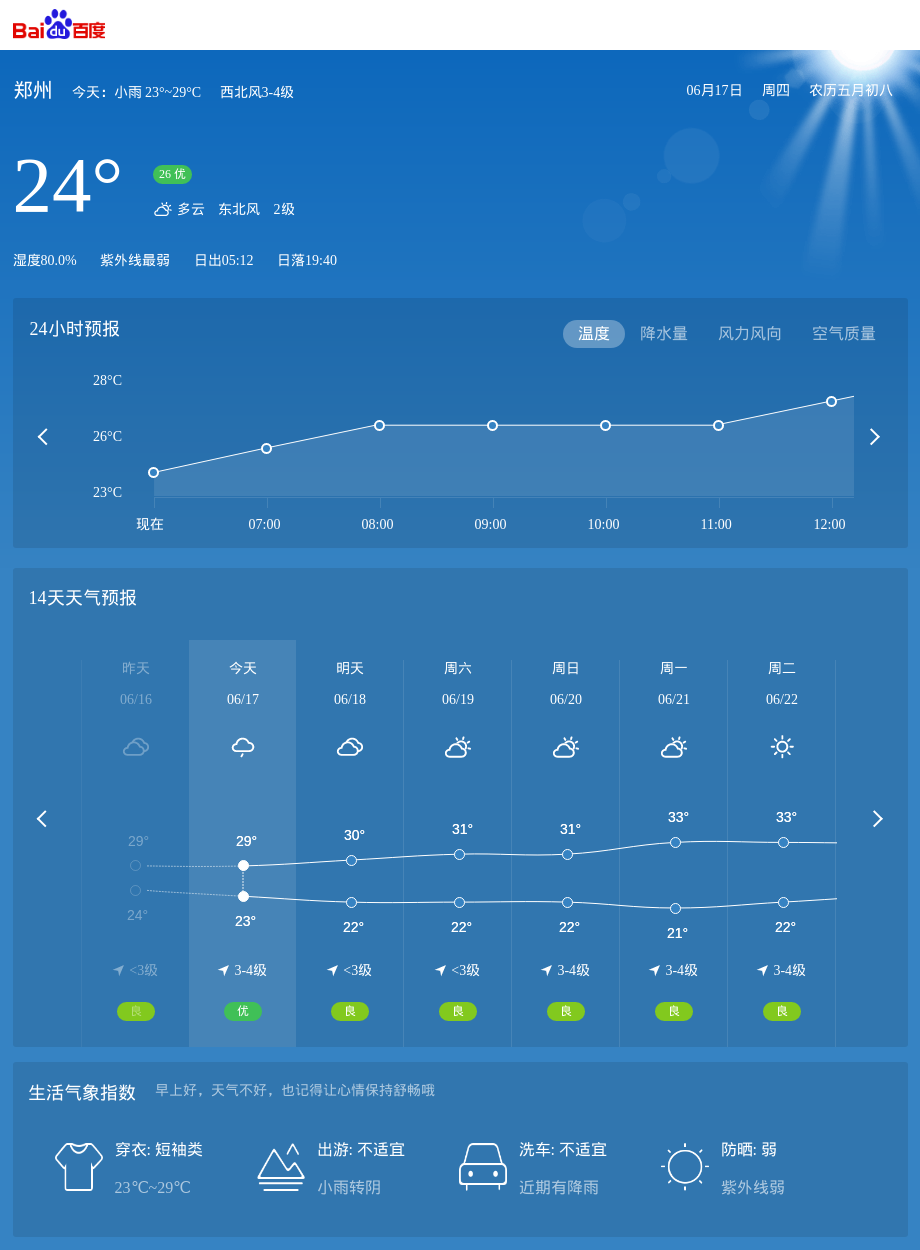 Baidu百度
郑州 今天：小雨 23°~29°C 西北风3-4级 06月17日 周四 农历五月初八
24° 26 优
多云 东北风 2级
湿度80.0% 紫外线最弱 日出05:12 日落19:40
24小时预报 温度 降水量 风力风向 空气质量
28°C
26°C
23°C
现在 07:00 08:00 09:00 10:00 11:00 12:00
14天天气预报
昨天 今天 明天 周六 周日 周一 周二
06/16 06/17 06/18 06/19 06/20 06/21 06/22
29° 29° 30° 31° 31° 33° 33°
24° 23° 22° 22° 22° 21° 22°
<3级 3-4级 <3级 <3级 3-4级 3-4级 3-4级
良 优 良 良 良 良 良
生活气象指数 早上好，天气不好，也记得让心情保持舒畅哦
穿衣: 短袖类 出游: 不适宜 洗车: 不适宜 防晒: 弱
23℃~29℃ 小雨转阴 近期有降雨 紫外线弱